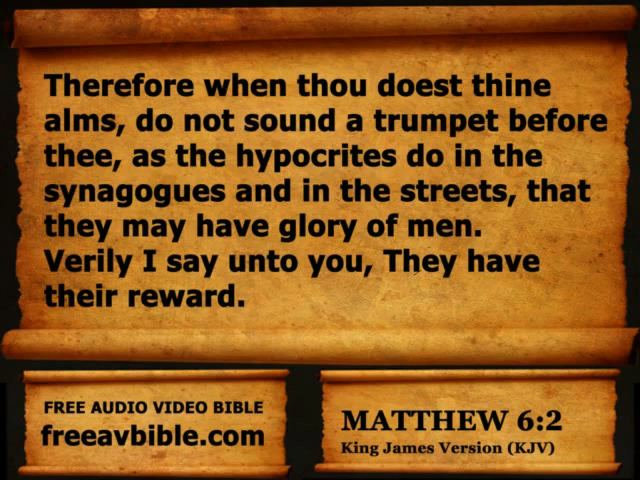 Therefore when thou doest thine
alms, do not sound a trumpet before
thee, as the hypocrites do in the
synagogues and in the streets, that
they may have glory of men.
Verily I say unto you, They have
their reward.
FREE AUDIO VIDEO BIBLE
freeavbible.com
MATTHEW 6:2
King James Version (KJV)